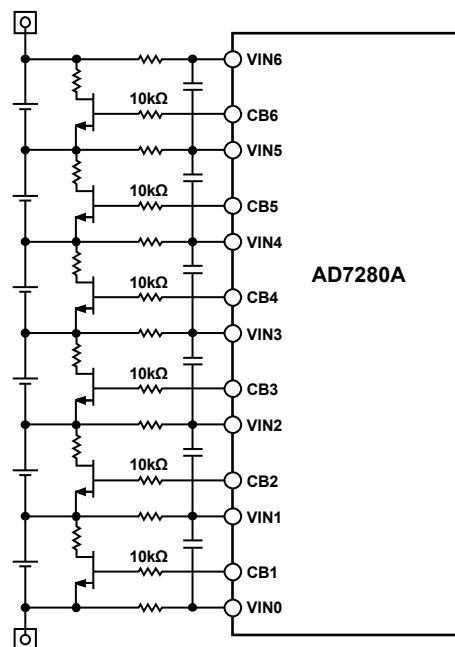 VIN6
10kΩ
CB6
VIN5
10kΩ
CB5
VIN4
AD7280A
10kΩ
CB4
VIN3
10kΩ
CB3
VIN2
10kΩ
CB2
VIN1
10kΩ
CB1
VIN0